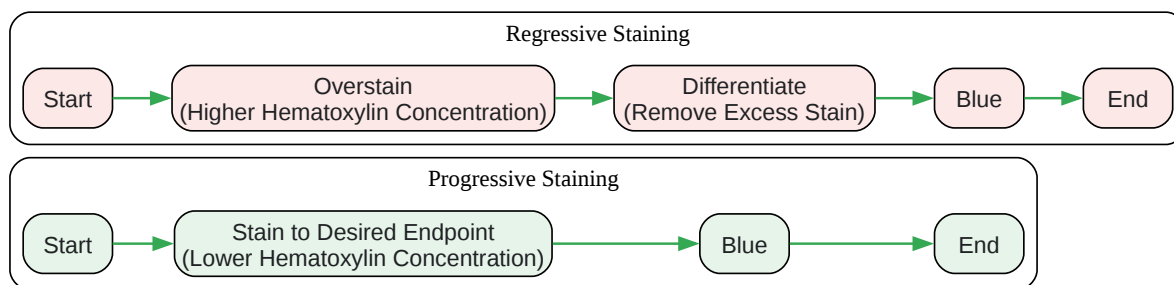 Regressive Staining
Start
Overstain
(Higher Hematoxylin Concentration)
Differentiate
(Remove Excess Stain)
Blue
End
Progressive Staining
Start
Stain to Desired Endpoint
(Lower Hematoxylin Concentration)
Blue
End